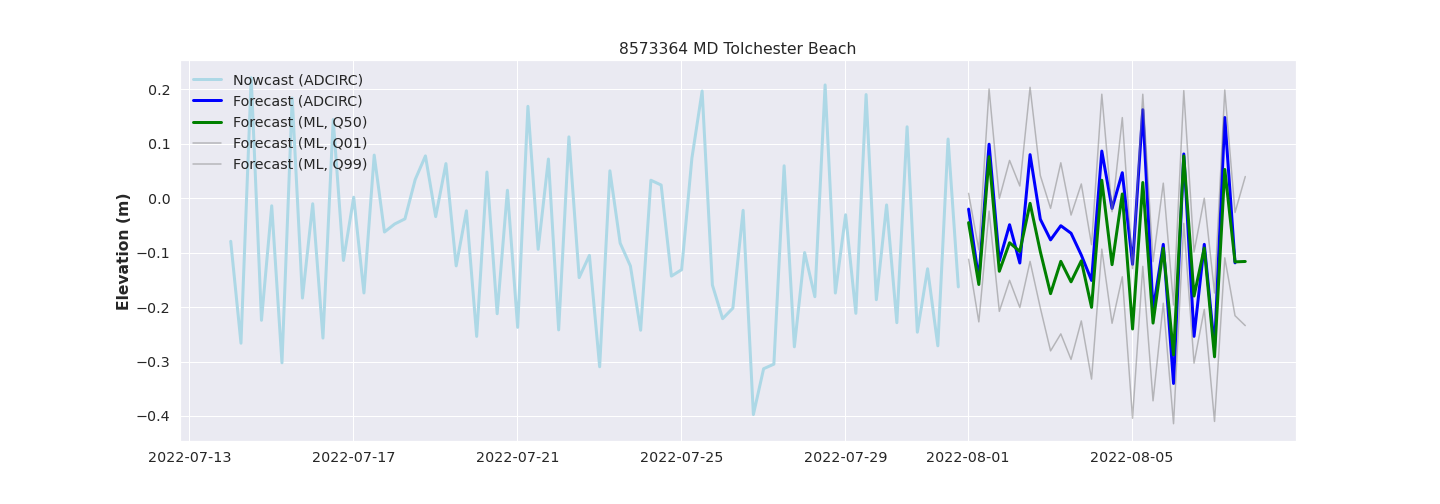 8573364 MD Tolchester Beach
Nowcast (ADCIRC)
Forecast (ADCIRC)
Forecast (ML, Q50)
Forecast (ML, Q01)
Forecast (ML, Q99)
Elevation (m)
0.2
0.1
0.0
−0.1
−0.2
−0.3
−0.4
2022-07-13 2022-07-17 2022-07-21 2022-07-25 2022-07-29 2022-08-01 2022-08-05